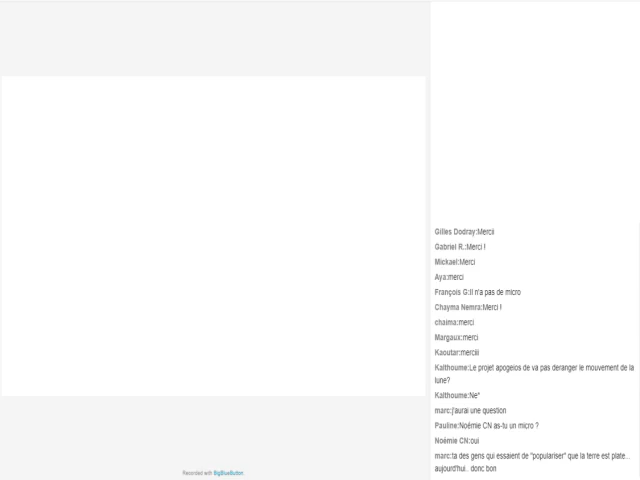 Gilles Dodray:Mercii
Gabriel R.:Merci !
Mickael:Merci
Aya:merci
François G:Il n'a pas de micro
Chayma Nemra:Merci !
chaima:merci
Margaux:merci
Kaoutar:merciii
Kalthoume:Le projet apogeios de va pas deranger le mouvement de la
lune?
Kalthoume:Ne*
marc:j'aurai une question
Pauline:Noémie CN as-tu un micro ?
Noémie CN:oui
marc:ta des gens qui essaient de "populariser" que la terre est plate...
aujourd'hui.. donc bon
Recorded with BigBlueButton